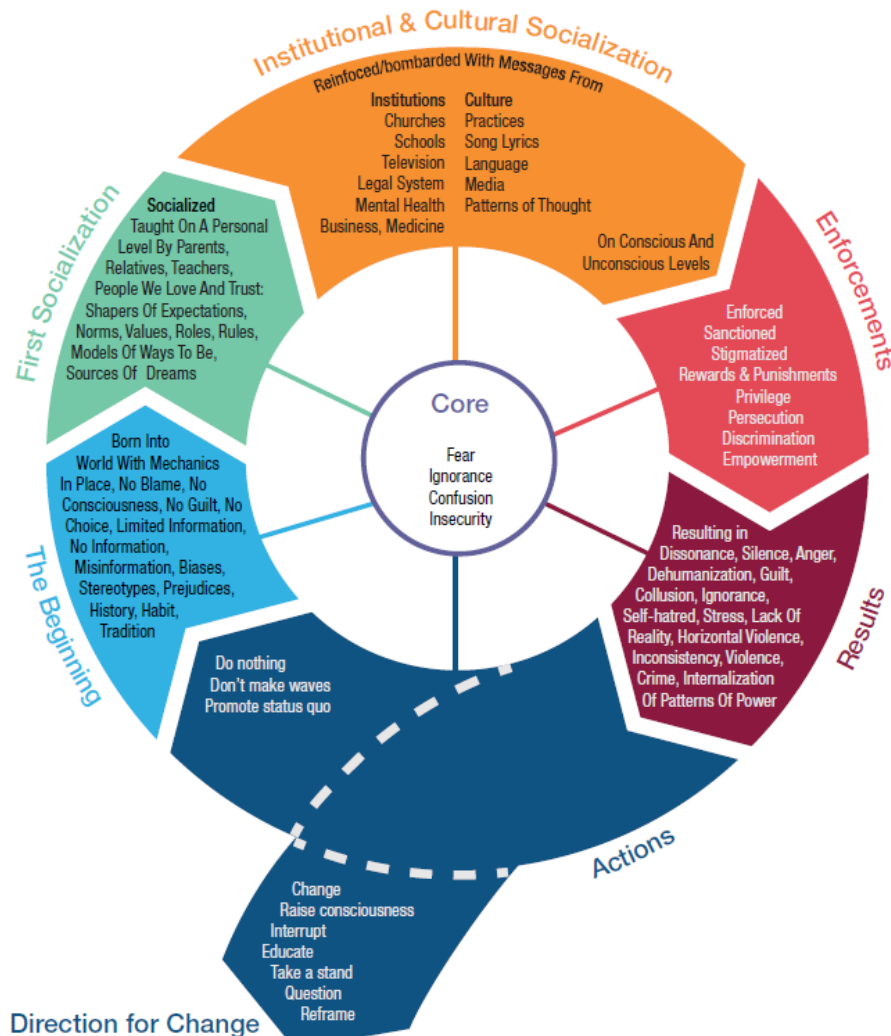 Institutional & Cultural Socialization
Reinfoced/bombarded With Messages From
Institutions
Churches
Schools
Television
Legal System
Mental Health
Business, Medicine
Culture
Practices
Song Lyrics
Language
Media
Patterns of Thought
On Conscious And
Unconscious Levels
Enforcements
Enforced
Sanctioned
Stigmatized
Rewards & Punishments
Privilege
Persecution
Discrimination
Empowerment
Results
Resulting in
Dissonance, Silence, Anger,
Dehumanization, Guilt,
Collusion, Ignorance,
Self-hatred, Stress, Lack Of
Reality, Horizontal Violence,
Inconsistency, Violence,
Crime, Internalization
Of Patterns Of Power
Actions
Do nothing
Don't make waves
Promote status quo
Change
Raise consciousness
Interrupt
Educate
Take a stand
Question
Reframe
Direction for Change
The Beginning
Born Into
World With Mechanics
In Place, No Blame, No
Consciousness, No Guilt, No
Choice, Limited Information,
No Information,
Misinformation, Biases,
Stereotypes, Prejudices,
History, Habit,
Tradition
First Socialization
Socialized
Taught On A Personal
Level By Parents,
Relatives, Teachers,
People We Love And Trust:
Shapers Of Expectations,
Norms, Values, Roles, Rules,
Models Of Ways To Be,
Sources Of Dreams
Core
Fear
Ignorance
Confusion
Insecurity